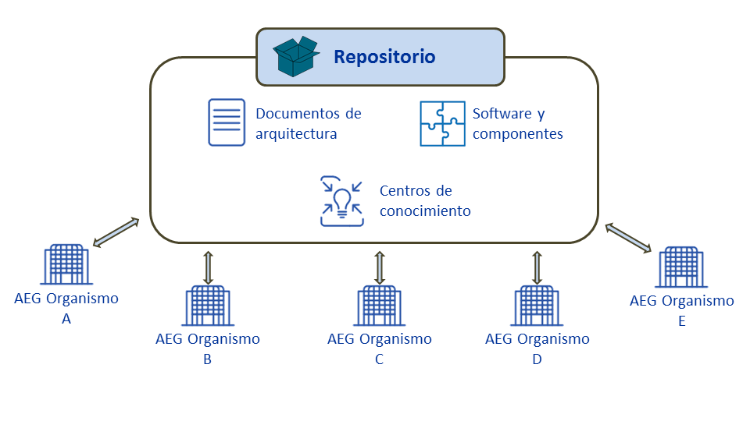 Repositorio
Documentos de
arquitectura
Software y
componentes
Centros de
conocimiento
AEG Organismo
A
AEG Organismo
B
AEG Organismo
C
AEG Organismo
D
AEG Organismo
E